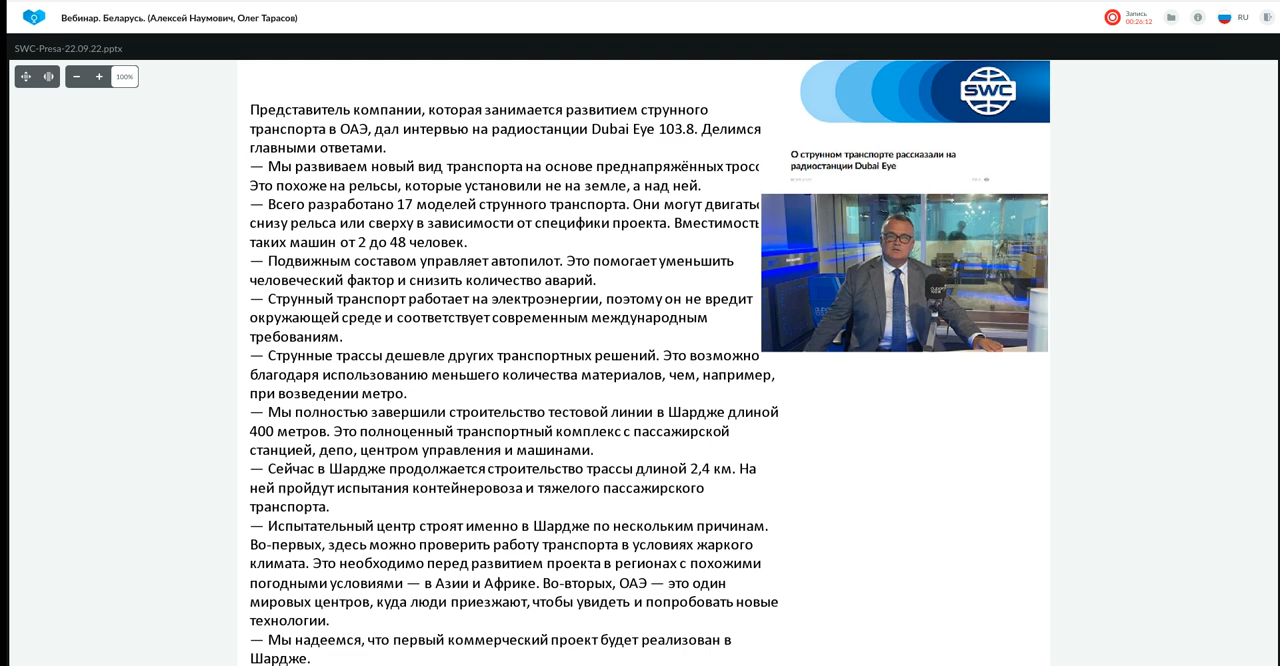 Вебинар. Беларусь. (Алексей Наумович, Олег Тарасов)
Запись
00:26:12
RU
SWC-Presa-22.09.22.pptx
100%
SWC
О струнном транспорте рассказали на
радиостанции Dubai Eye
Представитель компании, которая занимается развитием струнного
транспорта в ОАЭ, дал интервью на радиостанции Dubai Eye 103.8. Делимся
главными ответами.
— Мы развиваем новый вид транспорта на основе преднапряжённых трос
Это похоже на рельсы, которые установили не на земле, а над ней.
— Всего разработано 17 моделей струнного транспорта. Они могут двигать
снизу рельса или сверху в зависимости от специфики проекта. Вместимость
таких машин от 2 до 48 человек.
— Подвижным составом управляет автопилот. Это помогает уменьшить
человеческий фактор и снизить количество аварий.
— Струнный транспорт работает на электроэнергии, поэтому он не вредит
окружающей среде и соответствует современным международным
требованиям.
— Струнные трассы дешевле других транспортных решений. Это возможно
благодаря использованию меньшего количества материалов, чем, например,
при возведении метро.
— Мы полностью завершили строительство тестовой линии в Шардже длиной
400 метров. Это полноценный транспортный комплекс с пассажирской
станцией, депо, центром управления и машинами.
— Сейчас в Шардже продолжается строительство трассы длиной 2,4 км. На
ней пройдут испытания контейнеровоза и тяжелого пассажирского
транспорта.
— Испытательный центр строят именно в Шардже по нескольким причинам.
Во-первых, здесь можно проверить работу транспорта в условиях жаркого
климата. Это необходимо перед развитием проекта в регионах с похожими
погодными условиями — в Азии и Африке. Во-вторых, ОАЭ — это один
мировых центров, куда люди приезжают, чтобы увидеть и попробовать новые
технологии.
— Мы надеемся, что первый коммерческий проект будет реализован в
Шардже.